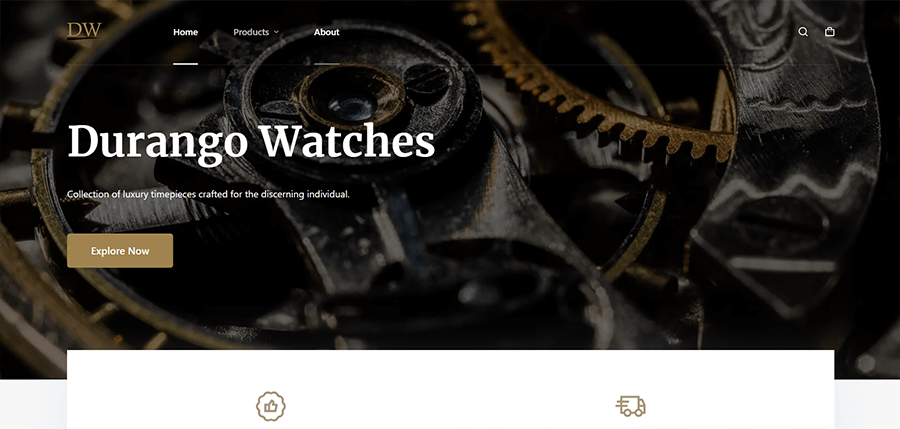 DW
Home
Products
About
Durango Watches
Collection of luxury timepieces crafted for the discerning individual.
Explore Now